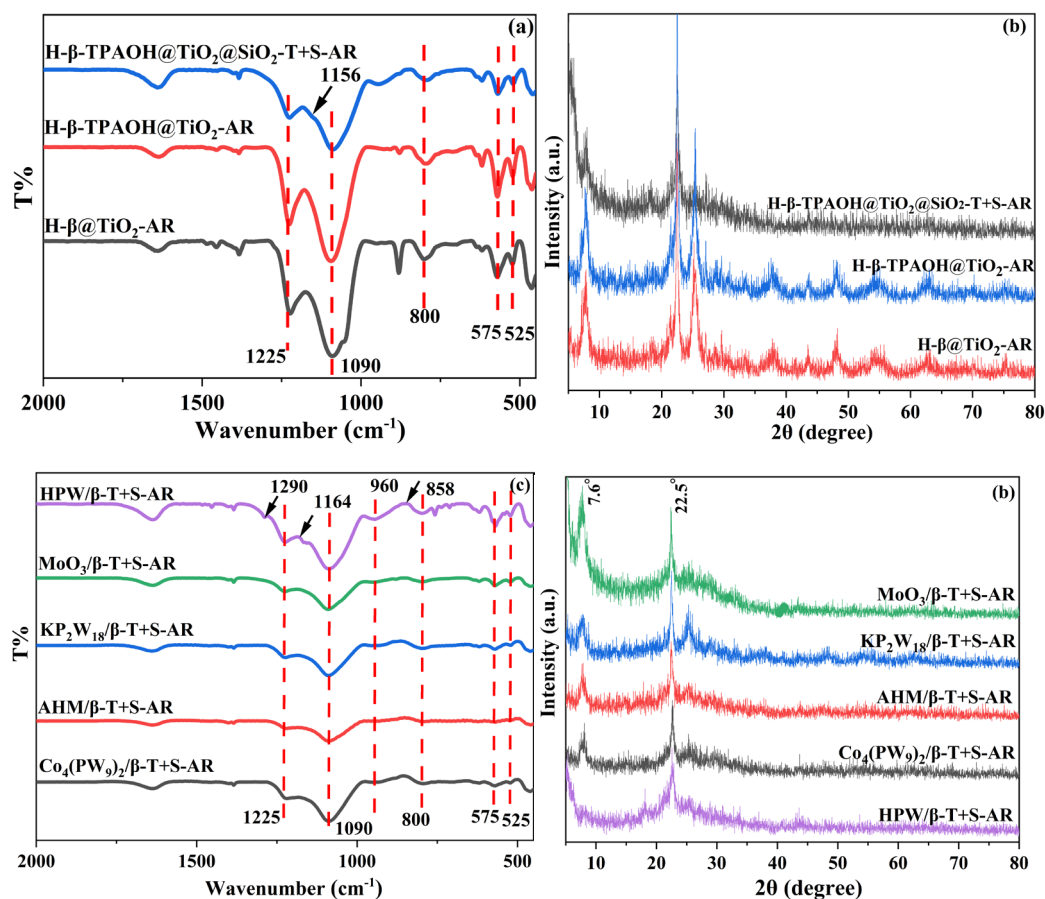 (a)
H-β-TPAOH@TiO₂@SiO₂-T+S-AR
1156
H-β-TPAOH@TiO₂-AR
H-β@TiO₂-AR
1225
1090
800
575
525
T%
2000
1500
1000
500
Wavenumber (cm⁻¹)
(b)
H-β-TPAOH@TiO₂@SiO₂-T+S-AR
H-β-TPAOH@TiO₂-AR
H-β@TiO₂-AR
Intensity (a.u.)
10
20
30
40
50
60
70
80
2θ (degree)
(c)
HPW/β-T+S-AR
1290
1164
960
858
MoO₃/β-T+S-AR
KP₂W₁₈/β-T+S-AR
AHM/β-T+S-AR
Co₄(PW₉)₂/β-T+S-AR
1225
1090
800
575
525
T%
2000
1500
1000
500
Wavenumber (cm⁻¹)
(b)
7.6°
22.5°
MoO₃/β-T+S-AR
KP₂W₁₈/β-T+S-AR
AHM/β-T+S-AR
Co₄(PW₉)₂/β-T+S-AR
HPW/β-T+S-AR
Intensity (a.u.)
10
20
30
40
50
60
70
80
2θ (degree)